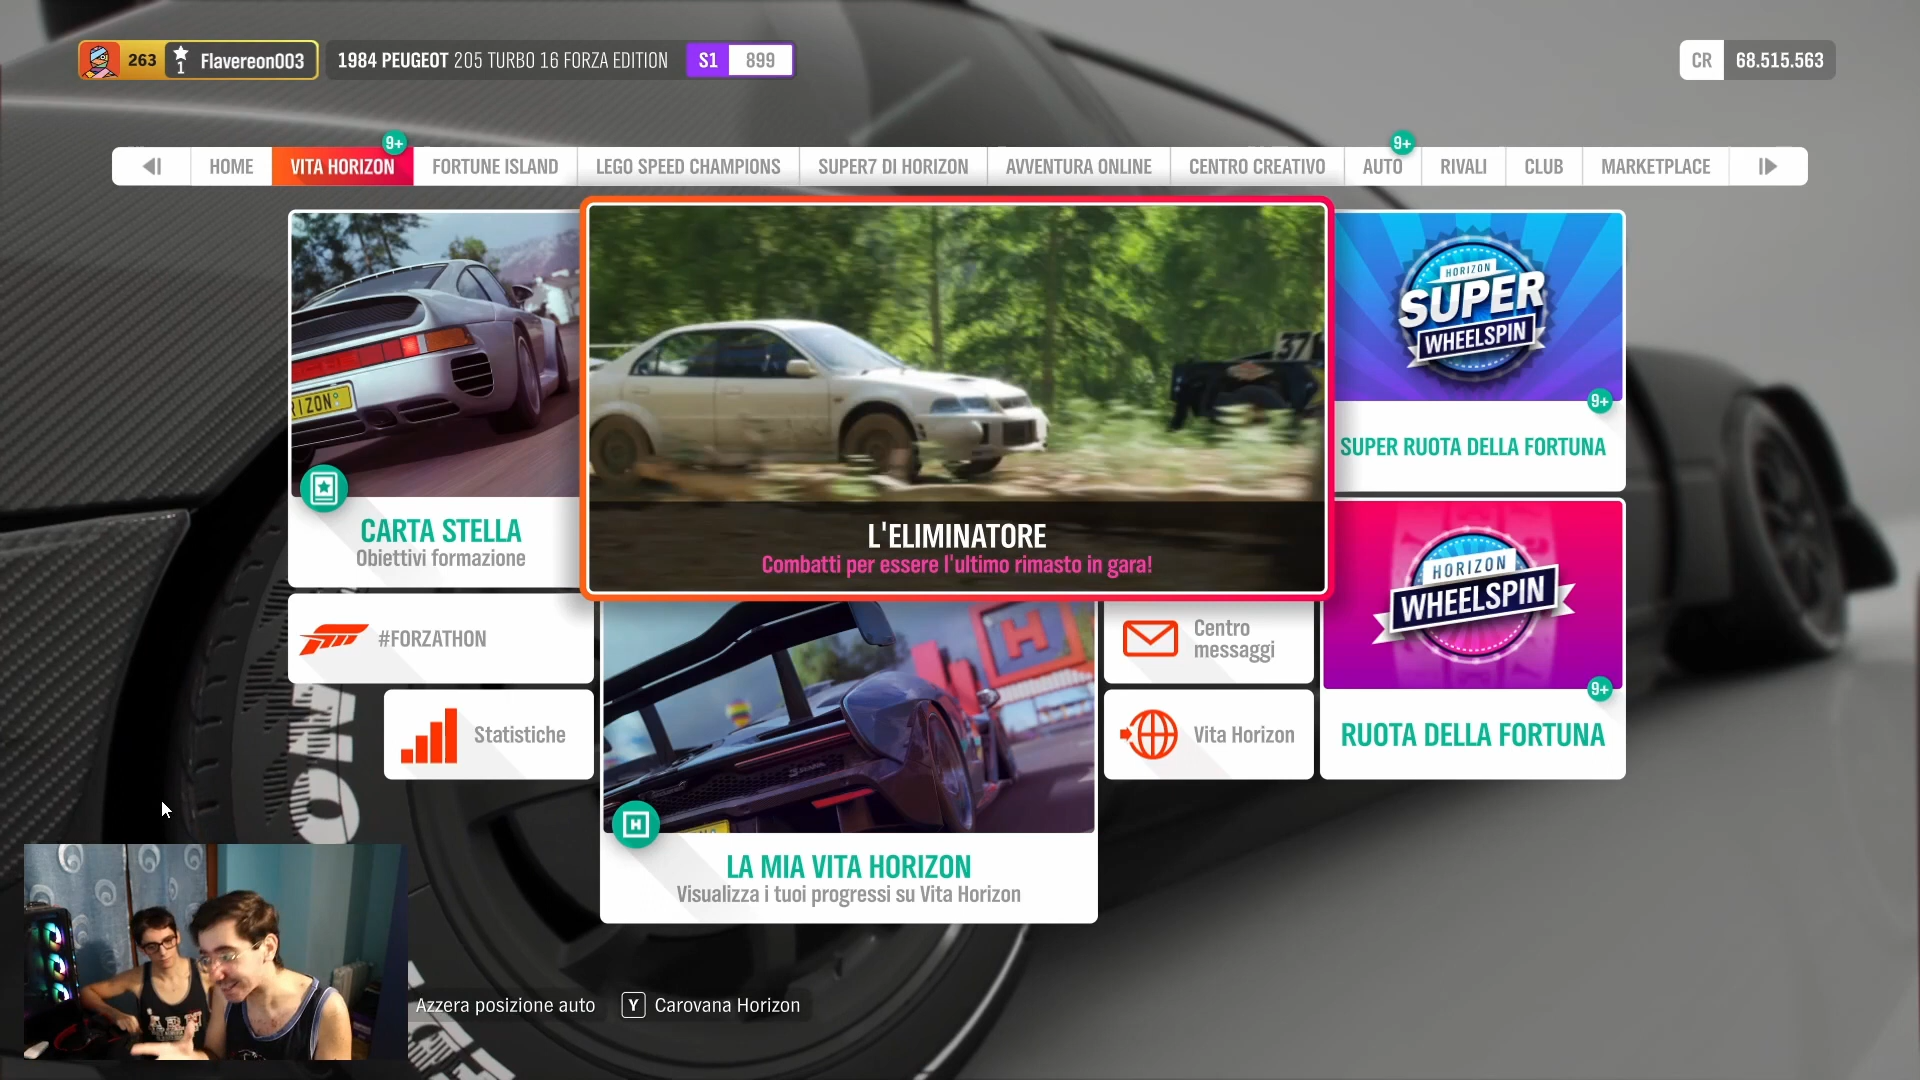 263
1
Flavereon003
1984 PEUGEOT 205 TURBO 16 FORZA EDITION
S1 899
CR 68.515.563
HOME
VITA HORIZON
9+
FORTUNE ISLAND
LEGO SPEED CHAMPIONS
SUPER7 DI HORIZON
AVVENTURA ONLINE
CENTRO CREATIVO
AUTO
9+
RIVALI
CLUB
MARKETPLACE
RIZON
CARTA STELLA
Obiettivi formazione
37
L'ELIMINATORE
Combatti per essere l'ultimo rimasto in gara!
HORIZON
SUPER
WHEELSPIN
9+
SUPER RUOTA DELLA FORTUNA
#FORZATHON
Statistiche
H
H
LA MIA VITA HORIZON
Visualizza i tuoi progressi su Vita Horizon
Centro
messaggi
Vita Horizon
HORIZON
WHEELSPIN
9+
RUOTA DELLA FORTUNA
Azzera posizione auto
Y Carovana Horizon